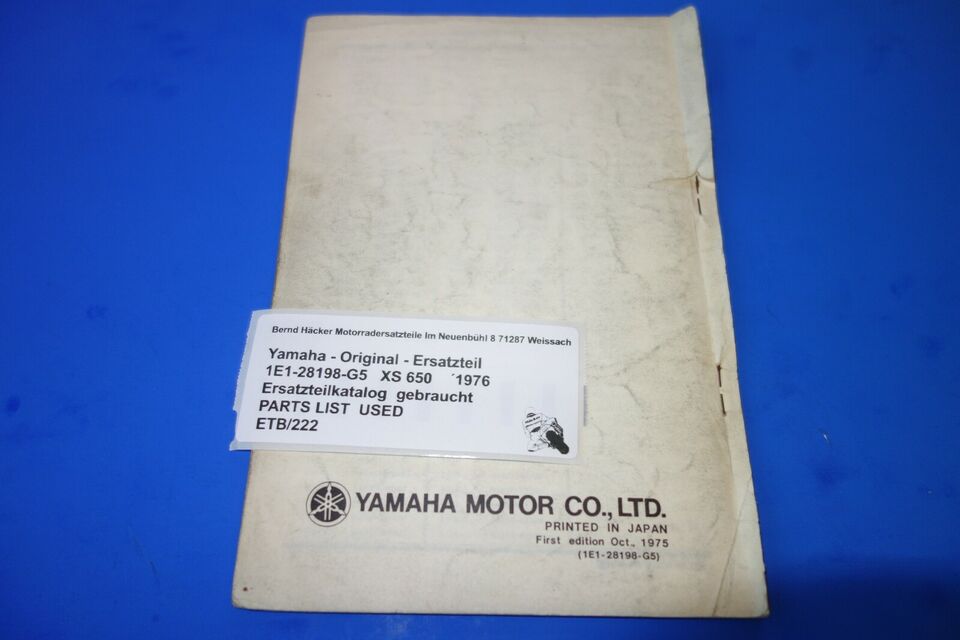 Bernd Häcker Motorradersatzteile Im Neuenbühl 8 71287 Weissach
Yamaha - Original - Ersatzteil
1E1-28198-G5 XS 650 ´1976
Ersatzteilkatalog gebraucht
PARTS LIST USED
ETB/222
YAMAHA MOTOR CO., LTD.
PRINTED IN JAPAN
First edition Oct., 1975
(1E1-28198-G5)